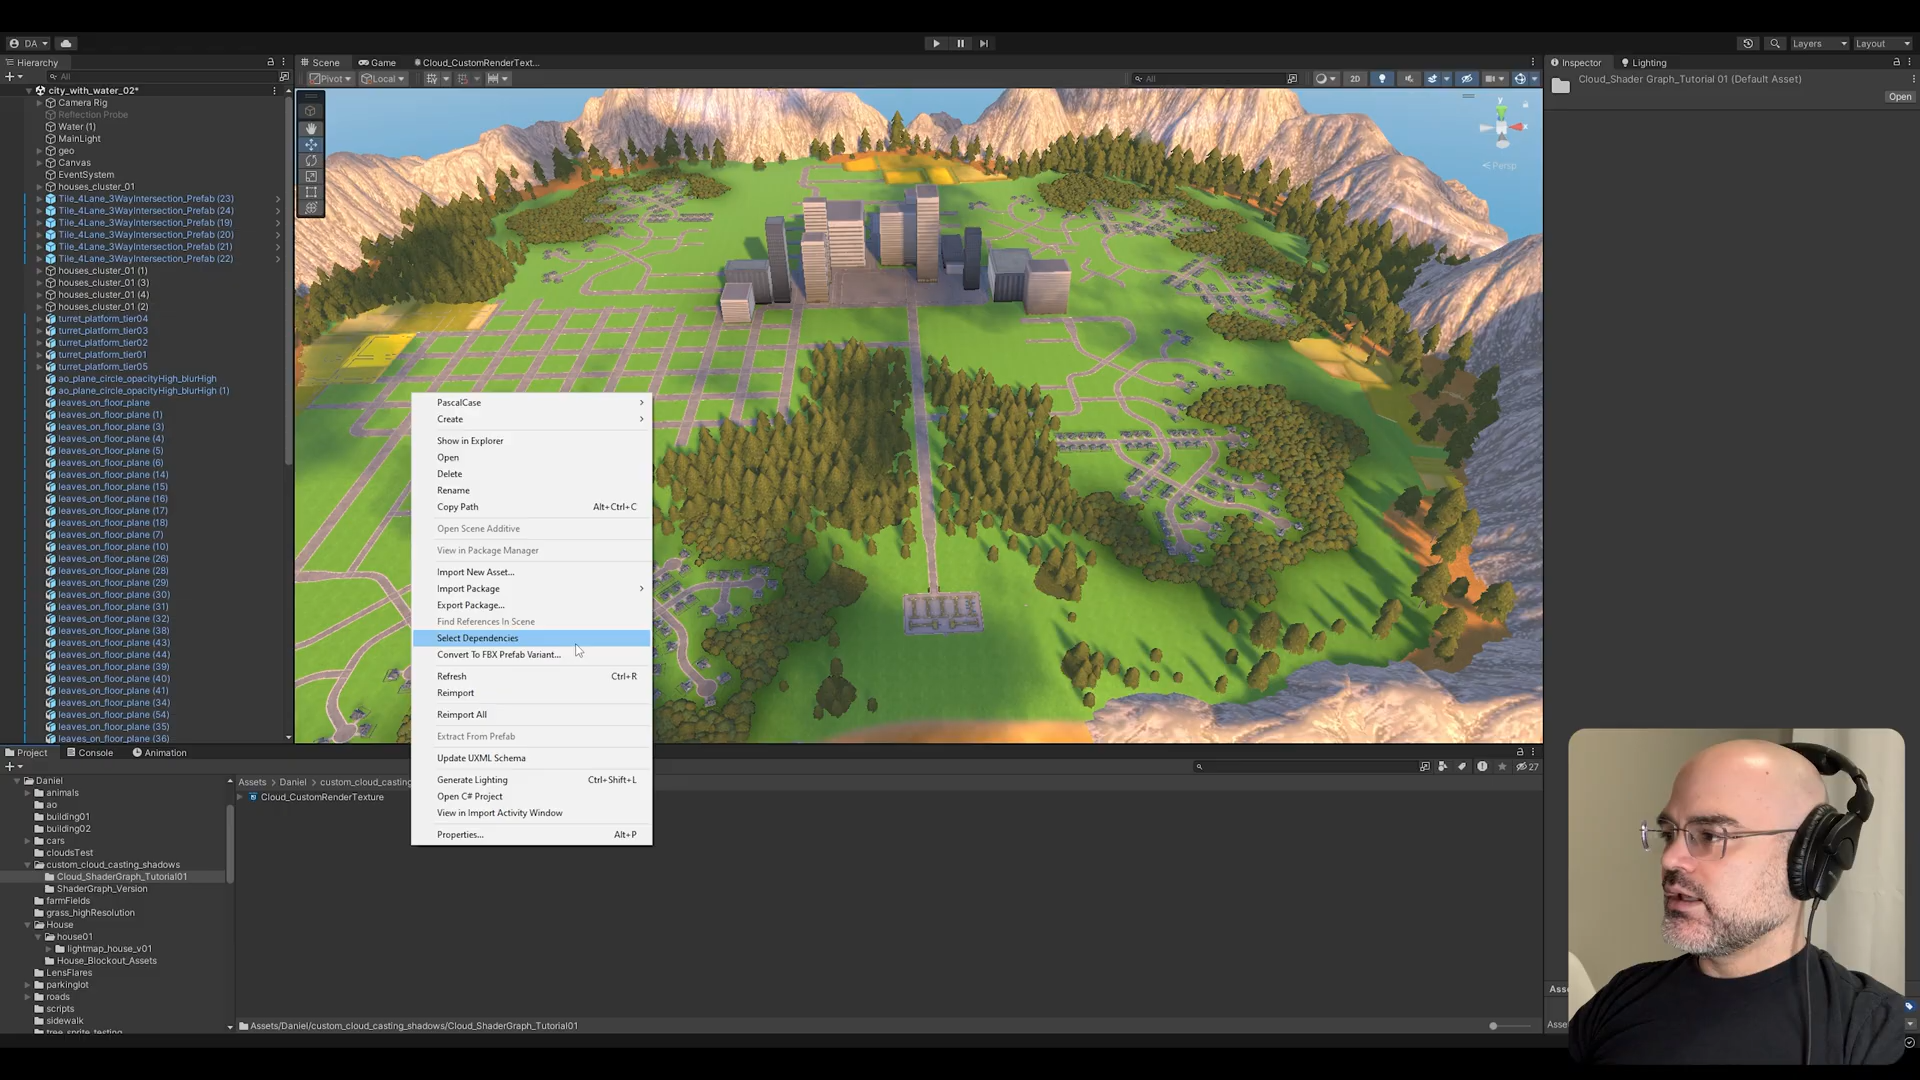 DA
Layers
Layout
Hierarchy
Scene
Game
Cloud_CustomRenderText...
Inspector
Lighting
All
Pivot
Local
All
2D
Cloud_Shader Graph_Tutorial 01 (Default Asset)
Open
city_with_water_02*
Camera Rig
Reflection Probe
Water (1)
MainLight
geo
Canvas
EventSystem
houses_cluster_01
Tile_4Lane_3WayIntersection_Prefab (23)
Tile_4Lane_3WayIntersection_Prefab (24)
Tile_4Lane_3WayIntersection_Prefab (19)
Tile_4Lane_3WayIntersection_Prefab (20)
Tile_4Lane_3WayIntersection_Prefab (21)
Tile_4Lane_3WayIntersection_Prefab (22)
houses_cluster_01 (1)
houses_cluster_01 (3)
houses_cluster_01 (4)
houses_cluster_01 (2)
turret_platform_tier04
turret_platform_tier03
turret_platform_tier02
turret_platform_tier01
turret_platform_tier05
ao_plane_circle_opacityHigh_blurHigh
ao_plane_circle_opacityHigh_blurHigh (1)
leaves_on_floor_plane
leaves_on_floor_plane (1)
leaves_on_floor_plane (3)
leaves_on_floor_plane (4)
leaves_on_floor_plane (5)
leaves_on_floor_plane (6)
leaves_on_floor_plane (14)
leaves_on_floor_plane (15)
leaves_on_floor_plane (16)
leaves_on_floor_plane (17)
leaves_on_floor_plane (18)
leaves_on_floor_plane (7)
leaves_on_floor_plane (10)
leaves_on_floor_plane (26)
leaves_on_floor_plane (28)
leaves_on_floor_plane (29)
leaves_on_floor_plane (30)
leaves_on_floor_plane (31)
leaves_on_floor_plane (32)
leaves_on_floor_plane (38)
leaves_on_floor_plane (43)
leaves_on_floor_plane (44)
leaves_on_floor_plane (39)
leaves_on_floor_plane (40)
leaves_on_floor_plane (41)
leaves_on_floor_plane (34)
leaves_on_floor_plane (54)
leaves_on_floor_plane (35)
leaves_on_floor_plane (36)
y
Persp
PascalCase
Create
Show in Explorer
Open
Delete
Rename
Copy Path Alt+Ctrl+C
Open Scene Additive
View in Package Manager
Import New Asset...
Import Package
Export Package...
Find References In Scene
Select Dependencies
Convert To FBX Prefab Variant...
Refresh Ctrl+R
Reimport
Reimport All
Extract From Prefab
Update UXML Schema
Generate Lighting Ctrl+Shift+L
Open C# Project
View in Import Activity Window
Properties... Alt+P
Project
Console
Animation
27
Daniel
animals
ao
building01
building02
cars
cloudsTest
custom_cloud_casting_shadows
Cloud_ShaderGraph_Tutorial01
ShaderGraph_Version
farmFields
grass_highResolution
House
house01
lightmap_house_v01
House_Blockout_Assets
LensFlares
parkinglot
roads
scripts
sidewalk
tree_sprite_testing
Assets
Daniel
custom_cloud_casting
Cloud_CustomRenderTexture
Assets/Daniel/custom_cloud_casting_shadows/Cloud_ShaderGraph_Tutorial01
Asse
Asse